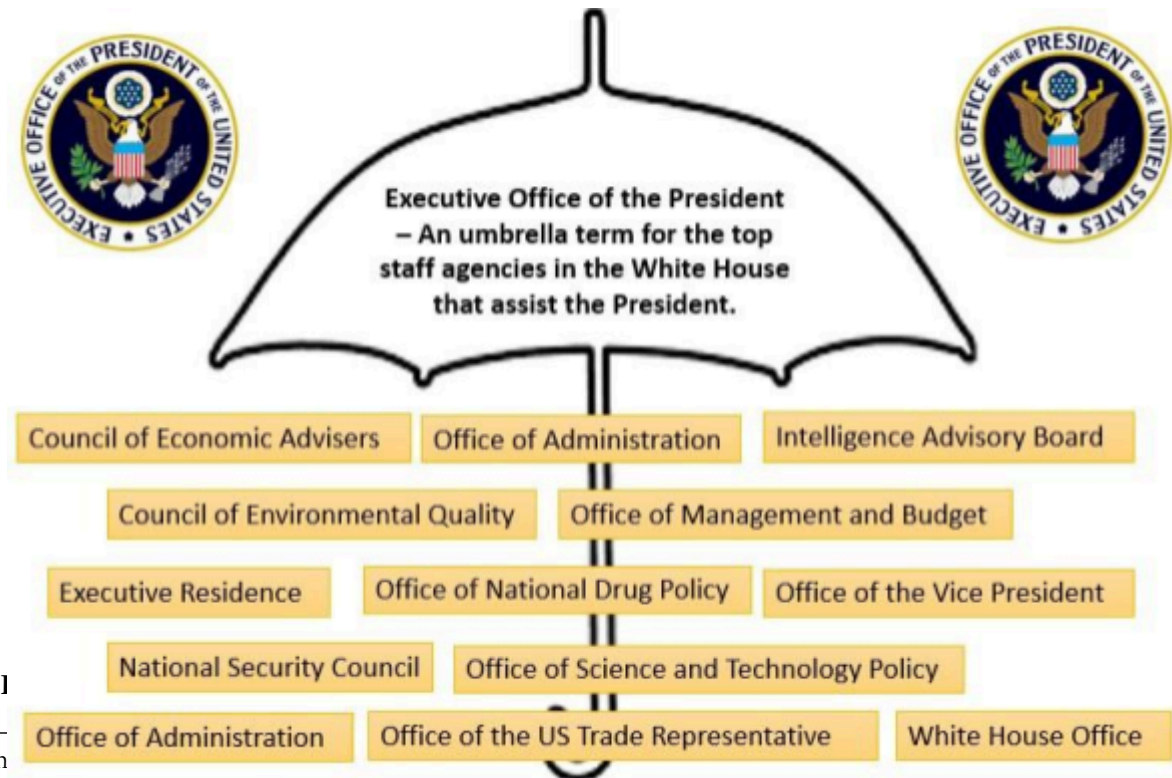 EXECUTIVE OFFICE OF THE PRESIDENT OF THE UNITED STATES
EXECUTIVE OFFICE OF THE PRESIDENT OF THE UNITED STATES
Executive Office of the President
– An umbrella term for the top
staff agencies in the White House
that assist the President.
Council of Economic Advisers
Office of Administration
Intelligence Advisory Board
Council of Environmental Quality
Office of Management and Budget
Executive Residence
Office of National Drug Policy
Office of the Vice President
National Security Council
Office of Science and Technology Policy
Office of Administration
Office of the US Trade Representative
White House Office